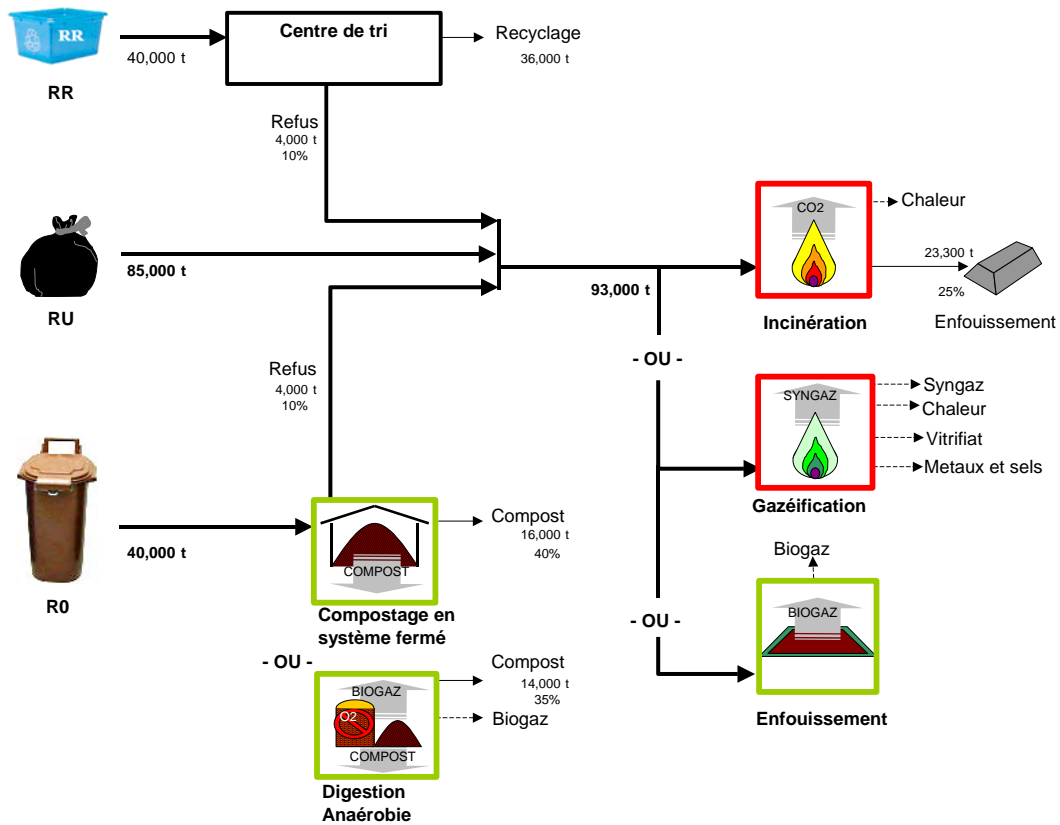 RR
40,000 t
RR
Centre de tri
Recyclage
36,000 t
Refus
4,000 t
10%
RU
85,000 t
Refus
4,000 t
10%
R0
40,000 t
COMPOST
Compostage en
système fermé
Compost
16,000 t
40%
- OU -
BIOGAZ
O2
COMPOST
Digestion
Anaérobie
Compost
14,000 t
35%
Biogaz
93,000 t
CO2
Incinération
Chaleur
23,300 t
25%
Enfouissement
- OU -
SYNGAZ
Gazéification
Syngaz
Chaleur
Vitrifiat
Metaux et sels
- OU -
Biogaz
BIOGAZ
Enfouissement